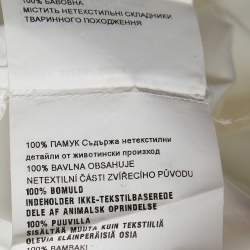 100% БАВОВНА
МІСТИТЬ НЕТЕКСТИЛЬНІ СКЛАДНИКИ
ТВАРИННОГО ПОХОДЖЕННЯ
100% ПАМУК Съдържа нетекстилни
детайли от животински произход
100% BAVLNA OBSAHUJE
NETEXTILNÍ ČÁSTI ZVÍŘECÍHO PŮVODU
100% BOMULD
INDEHOLDER IKKE-TEKSTILBASEREDE
DELE AF ANIMALSK OPRINDELSE
100% PUUVILLA
SISÄLTÄÄ MUUTA KUIN TEKSTIILIÄ
OLEVIA ELÄINPERÄISIÄ OSIA
100% BAMBAKI